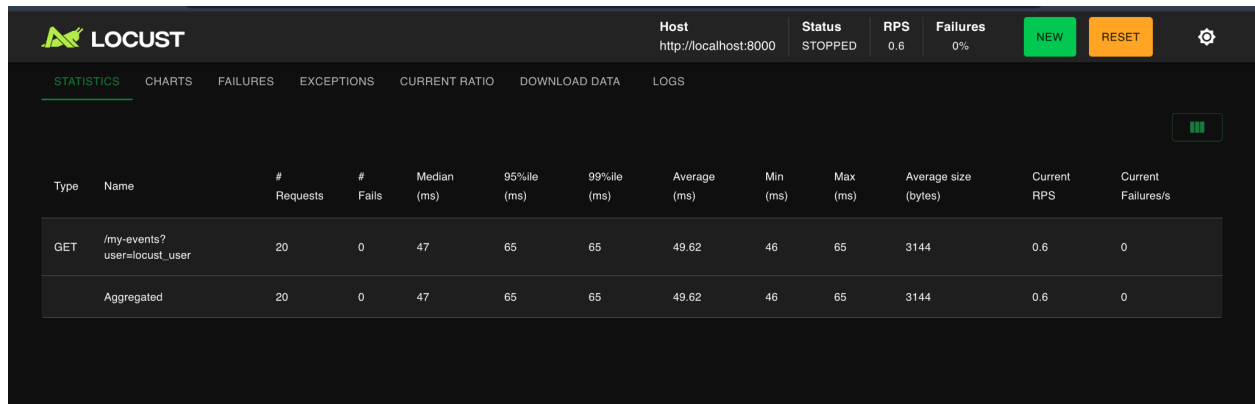 LOCUST
Host
http://localhost:8000
Status
STOPPED
RPS
0.6
Failures
0%
NEW
RESET
STATISTICS CHARTS FAILURES EXCEPTIONS CURRENT RATIO DOWNLOAD DATA LOGS
Type Name # Requests # Fails Median (ms) 95%ile (ms) 99%ile (ms) Average (ms) Min (ms) Max (ms) Average size (bytes) Current RPS Current Failures/s
GET /my-events?user=locust_user 20 0 47 65 65 49.62 46 65 3144 0.6 0
Aggregated 20 0 47 65 65 49.62 46 65 3144 0.6 0